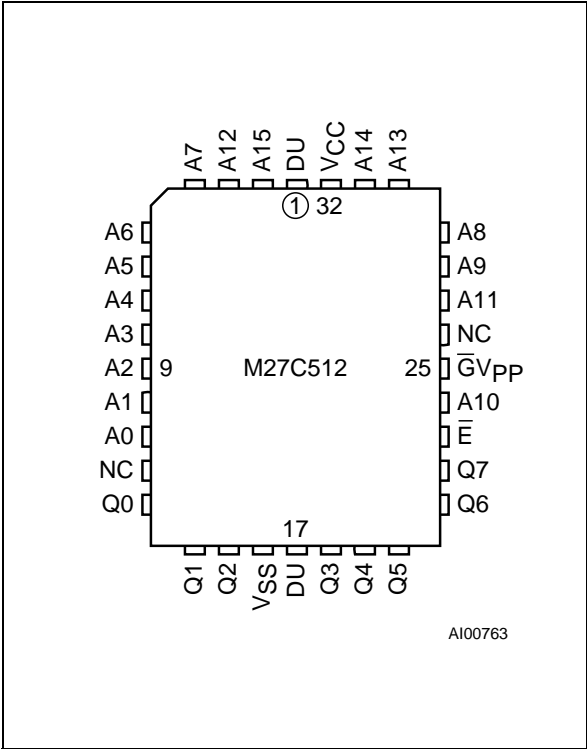 A7 A12 A15 DU VCC A14 A13
1 32
A6 A8
A5 A9
A4 A11
A3 NC
A2 9 M27C512 25 G̅VPP
A1 A10
A0 E̅
NC Q7
Q0 Q6
17
Q1 Q2 VSS DU Q3 Q4 Q5
AI00763